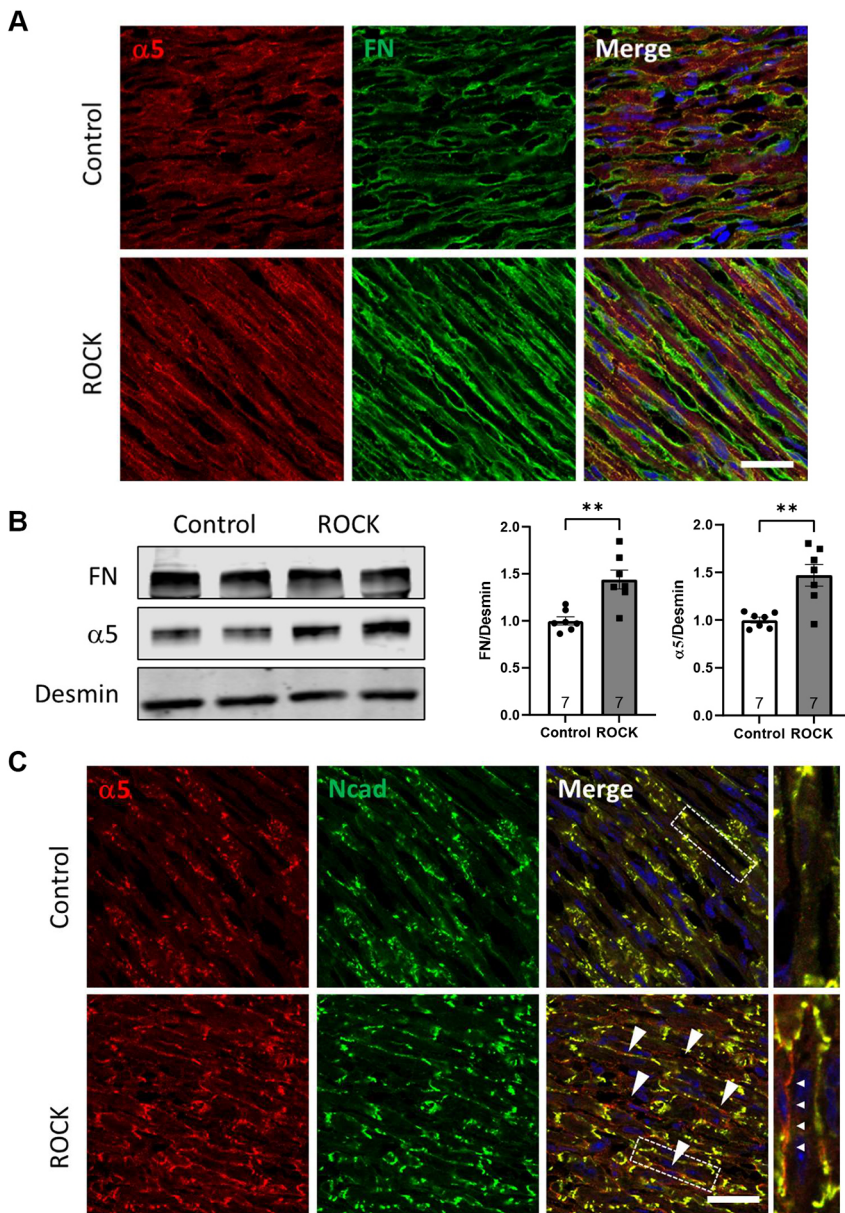 A
α5 FN Merge
Control
ROCK
B
Control ROCK
FN
α5
Desmin
**
FN/Desmin
2.0
1.5
1.0
0.5
0.0
7 7
Control ROCK
**
α5/Desmin
2.0
1.5
1.0
0.5
0.0
7 7
Control ROCK
C
α5 Ncad Merge
Control
ROCK